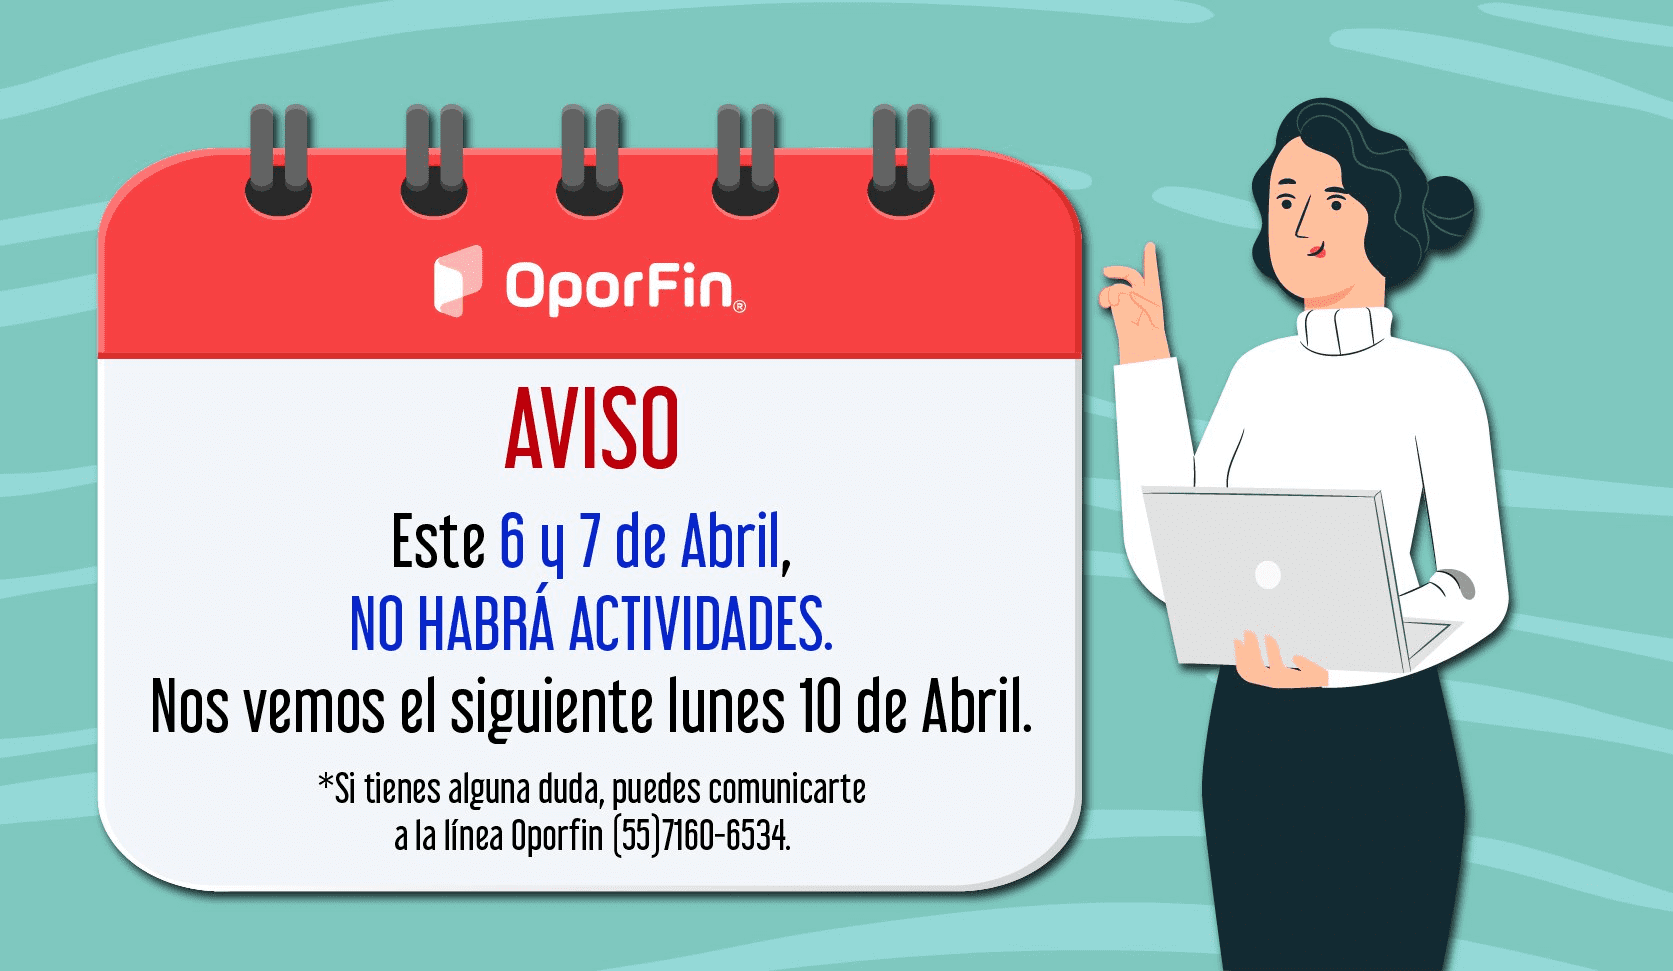 OporFin®
AVISO
Este 6 y 7 de Abril,
NO HABRÁ ACTIVIDADES.
Nos vemos el siguiente lunes 10 de Abril.
*Si tienes alguna duda, puedes comunicarte
a la línea Oporfin (55)7160-6534.